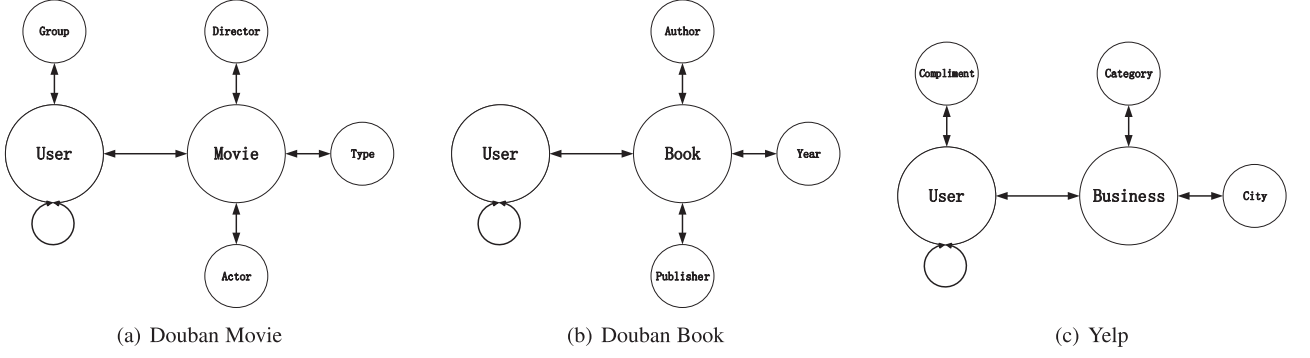 Group
Director
User
Movie
Type
Actor
(a) Douban Movie
Author
User
Book
Year
Publisher
(b) Douban Book
Compliment
Category
User
Business
City
(c) Yelp